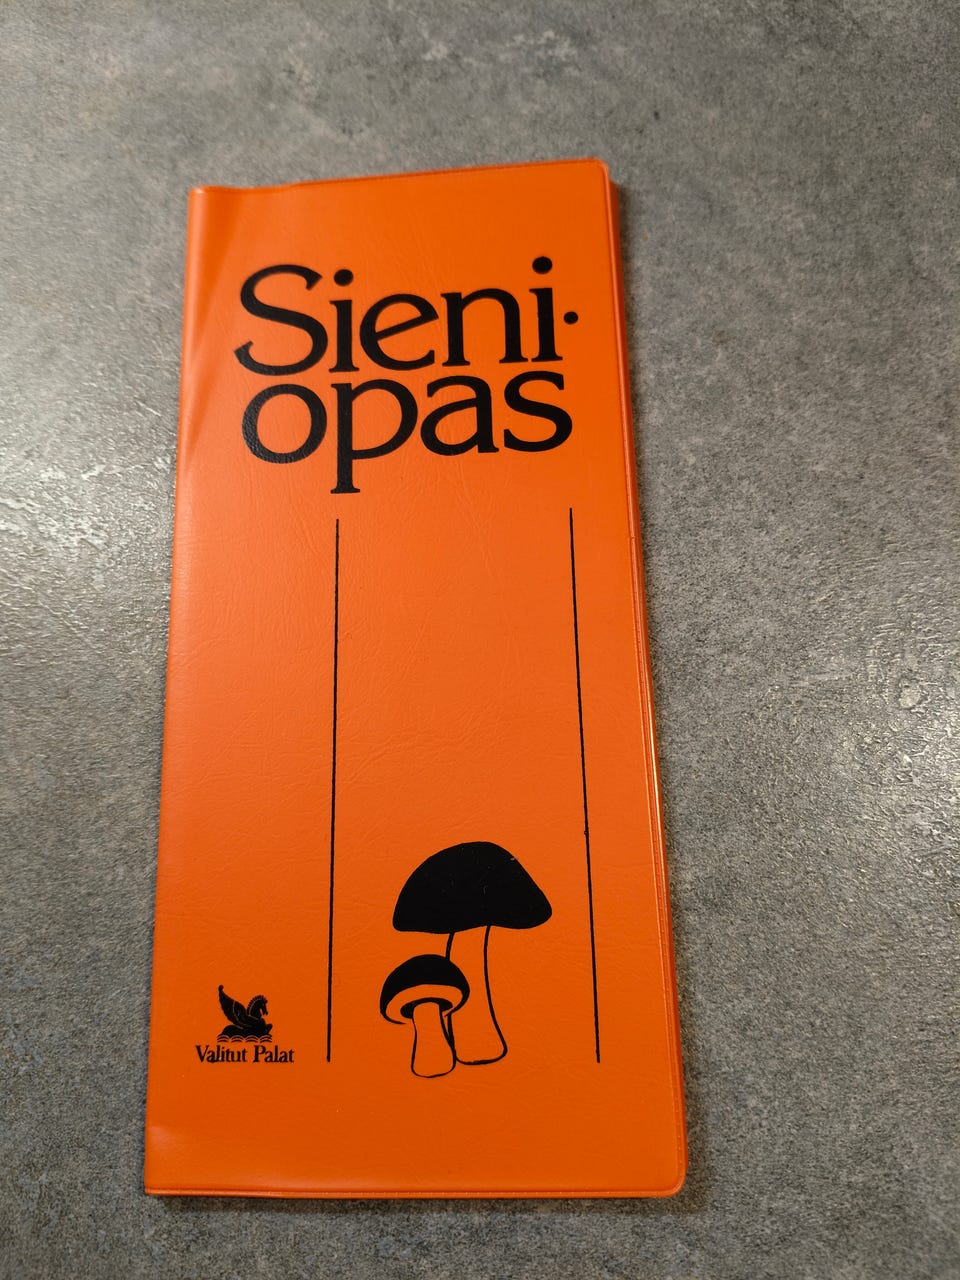 Sieni·
opas
Valitut Palat